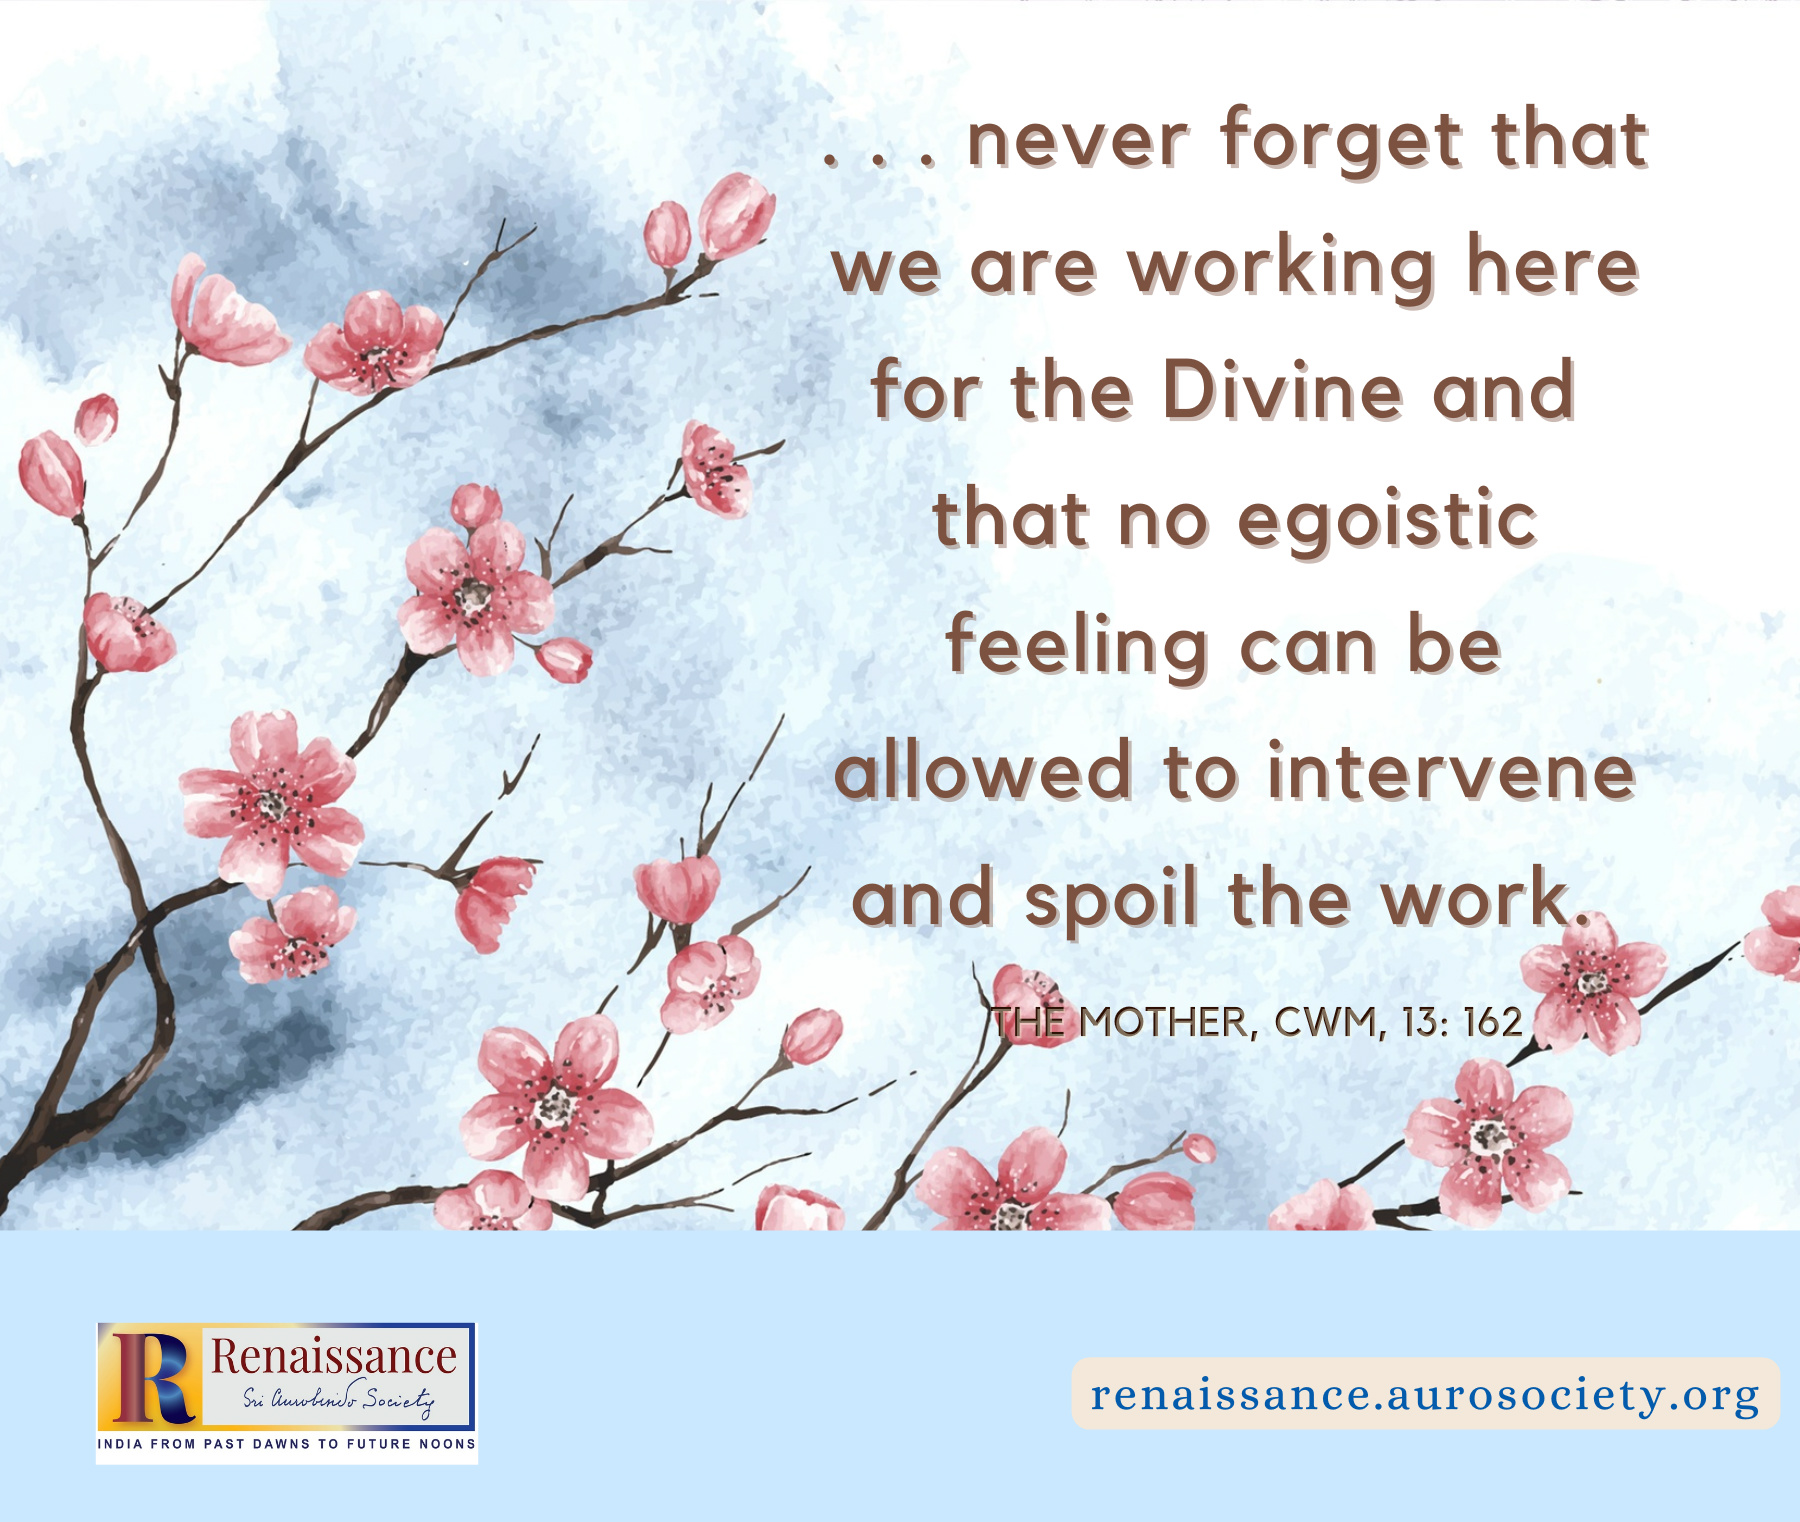 . . . never forget that
we are working here
for the Divine and
that no egoistic
feeling can be
allowed to intervene
and spoil the work.
THE MOTHER, CWM, 13: 162
R Renaissance
Sri Aurobindo Society
INDIA FROM PAST DAWNS TO FUTURE NOONS
renaissance.aurosociety.org